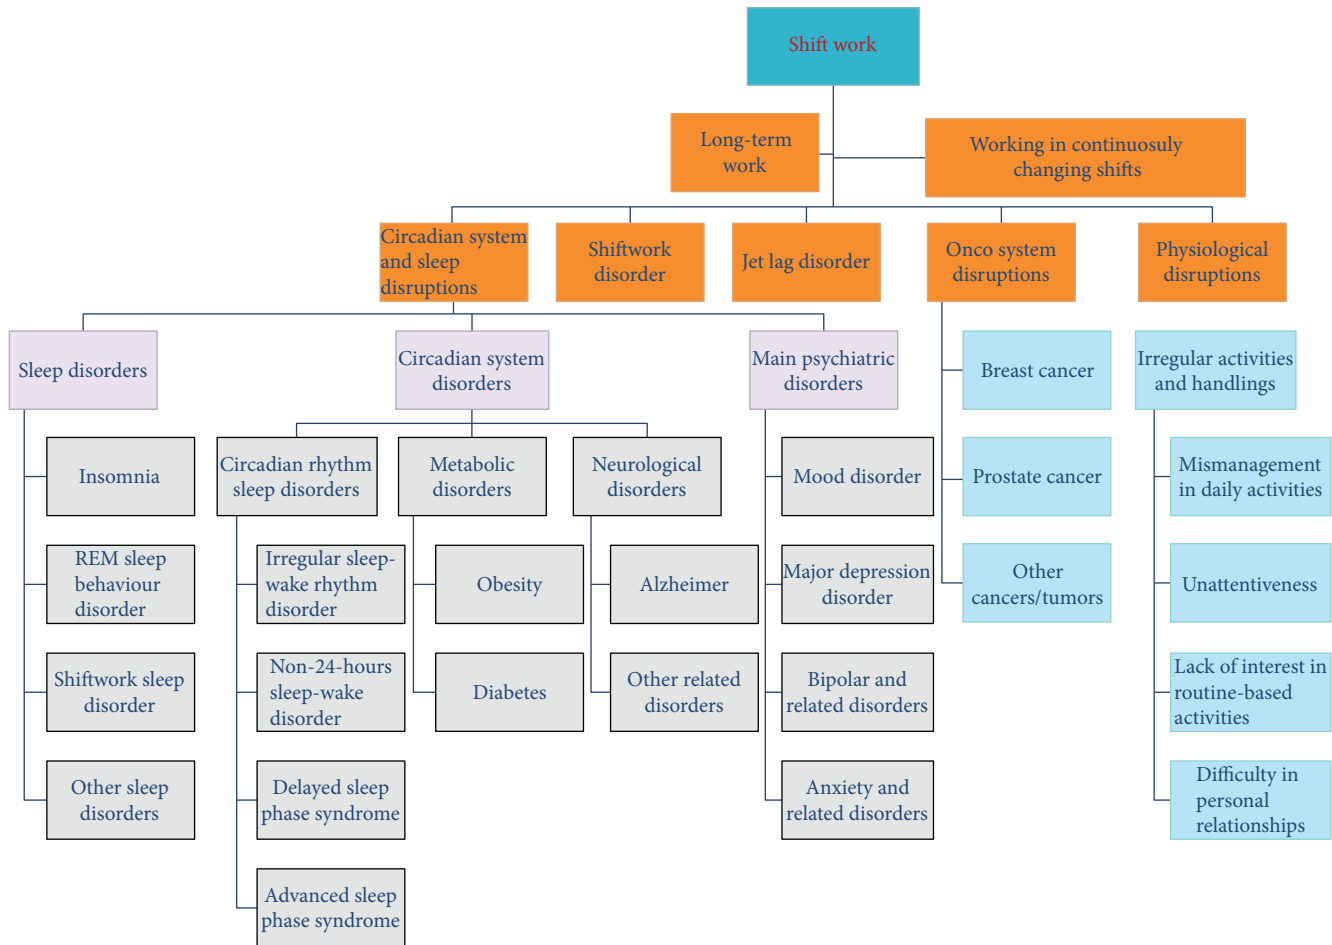 Shift work
Long-term
work
Working in continuosuly
changing shifts
Circadian system
and sleep
disruptions
Shiftwork
disorder
Jet lag disorder
Onco system
disruptions
Physiological
disruptions
Sleep disorders
Circadian system
disorders
Main psychiatric
disorders
Breast cancer
Irregular activities
and handlings
Insomnia
Circadian rhythm
sleep disorders
Metabolic
disorders
Neurological
disorders
Mood disorder
Prostate cancer
Mismanagement
in daily activities
REM sleep
behaviour
disorder
Irregular sleep-
wake rhythm
disorder
Obesity
Alzheimer
Major depression
disorder
Other
cancers/tumors
Unattentiveness
Shiftwork sleep
disorder
Non-24-hours
sleep-wake
disorder
Diabetes
Other related
disorders
Bipolar and
related disorders
Lack of interest in
routine-based
activities
Other sleep
disorders
Delayed sleep
phase syndrome
Anxiety and
related disorders
Difficulty in
personal
relationships
Advanced sleep
phase syndrome